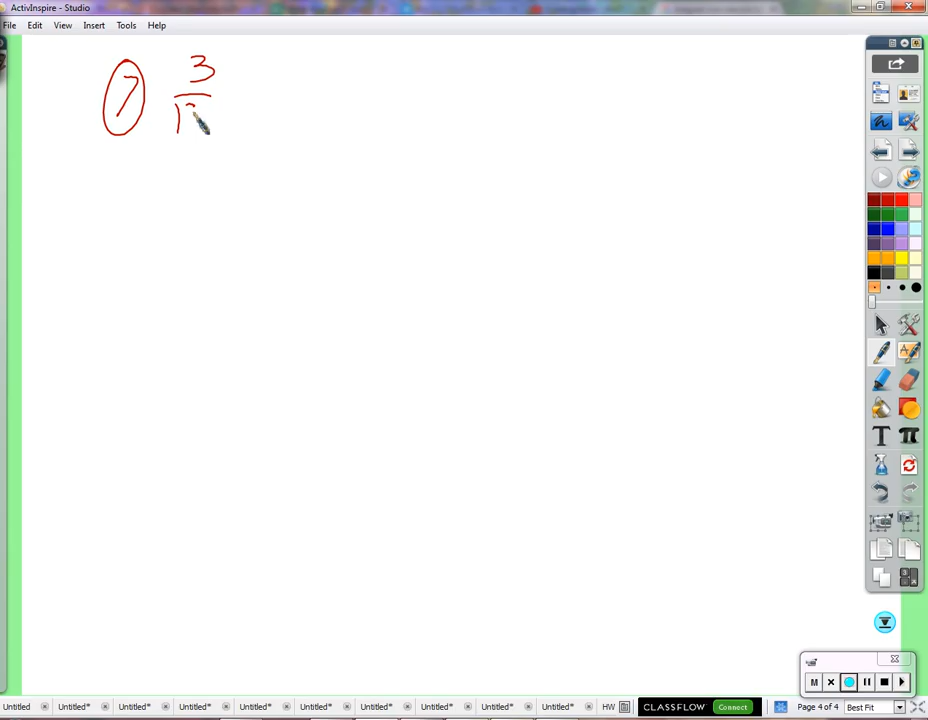 ActivInspire - Studio
File Edit View Insert Tools Help
7 3
1
Untitled Untitled* Untitled* Untitled* Untitled* Untitled* Untitled* Untitled* Untitled* Untitled* HW CLASSFLOW Connect Page 4 of 4 Best Fit
M
T π
A
3